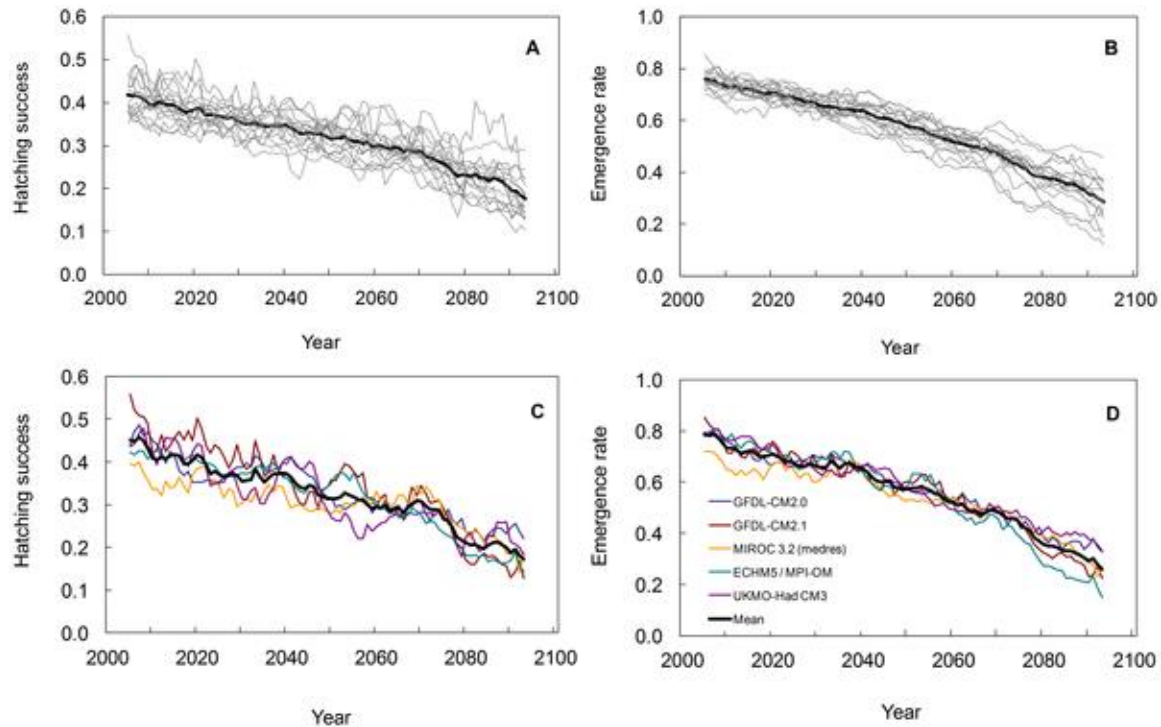 0.6
0.5
0.4
0.3
0.2
0.1
0.0
Hatching success
A
2000 2020 2040 2060 2080 2100
Year
1.0
0.8
0.6
0.4
0.2
0.0
Emergence rate
B
2000 2020 2040 2060 2080 2100
Year
0.6
0.5
0.4
0.3
0.2
0.1
0.0
Hatching success
C
2000 2020 2040 2060 2080 2100
Year
1.0
0.8
0.6
0.4
0.2
0.0
Emergence rate
D
GFDL-CM2.0
GFDL-CM2.1
MIROC 3.2 (medres)
ECHM5 / MPI-OM
UKMO-Had CM3
Mean
2000 2020 2040 2060 2080 2100
Year